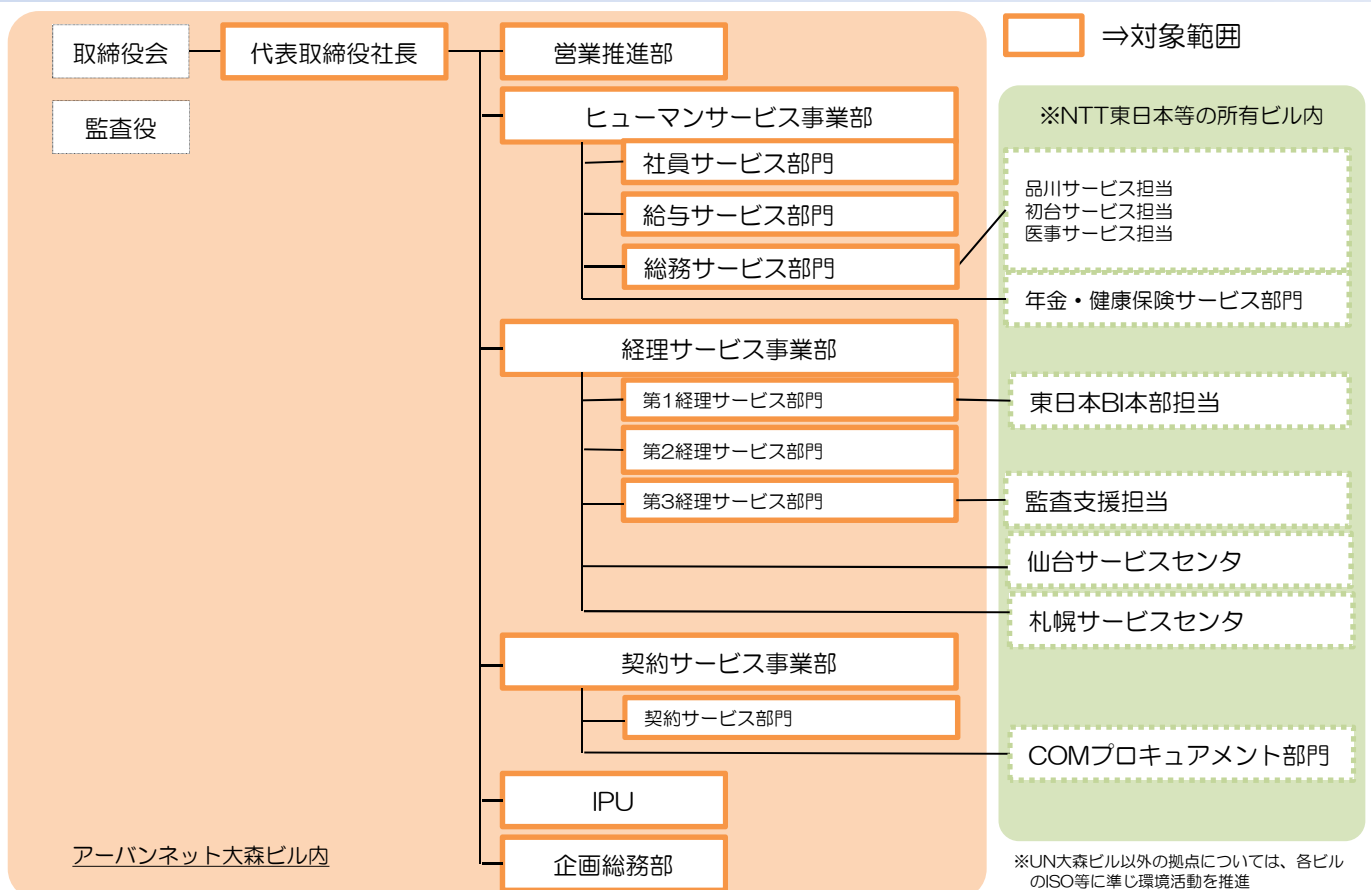 取締役会
代表取締役社長
営業推進部
⇒対象範囲
監査役
ヒューマンサービス事業部
社員サービス部門
給与サービス部門
総務サービス部門
経理サービス事業部
第1経理サービス部門
第2経理サービス部門
第3経理サービス部門
契約サービス事業部
契約サービス部門
IPU
企画総務部
アーバンネット大森ビル内
※NTT東日本等の所有ビル内
品川サービス担当
初台サービス担当
医事サービス担当
年金・健康保険サービス部門
東日本BI本部担当
監査支援担当
仙台サービスセンタ
札幌サービスセンタ
COMプロキュアメント部門
※UN大森ビル以外の拠点については、各ビル
のISO等に準じ環境活動を推進